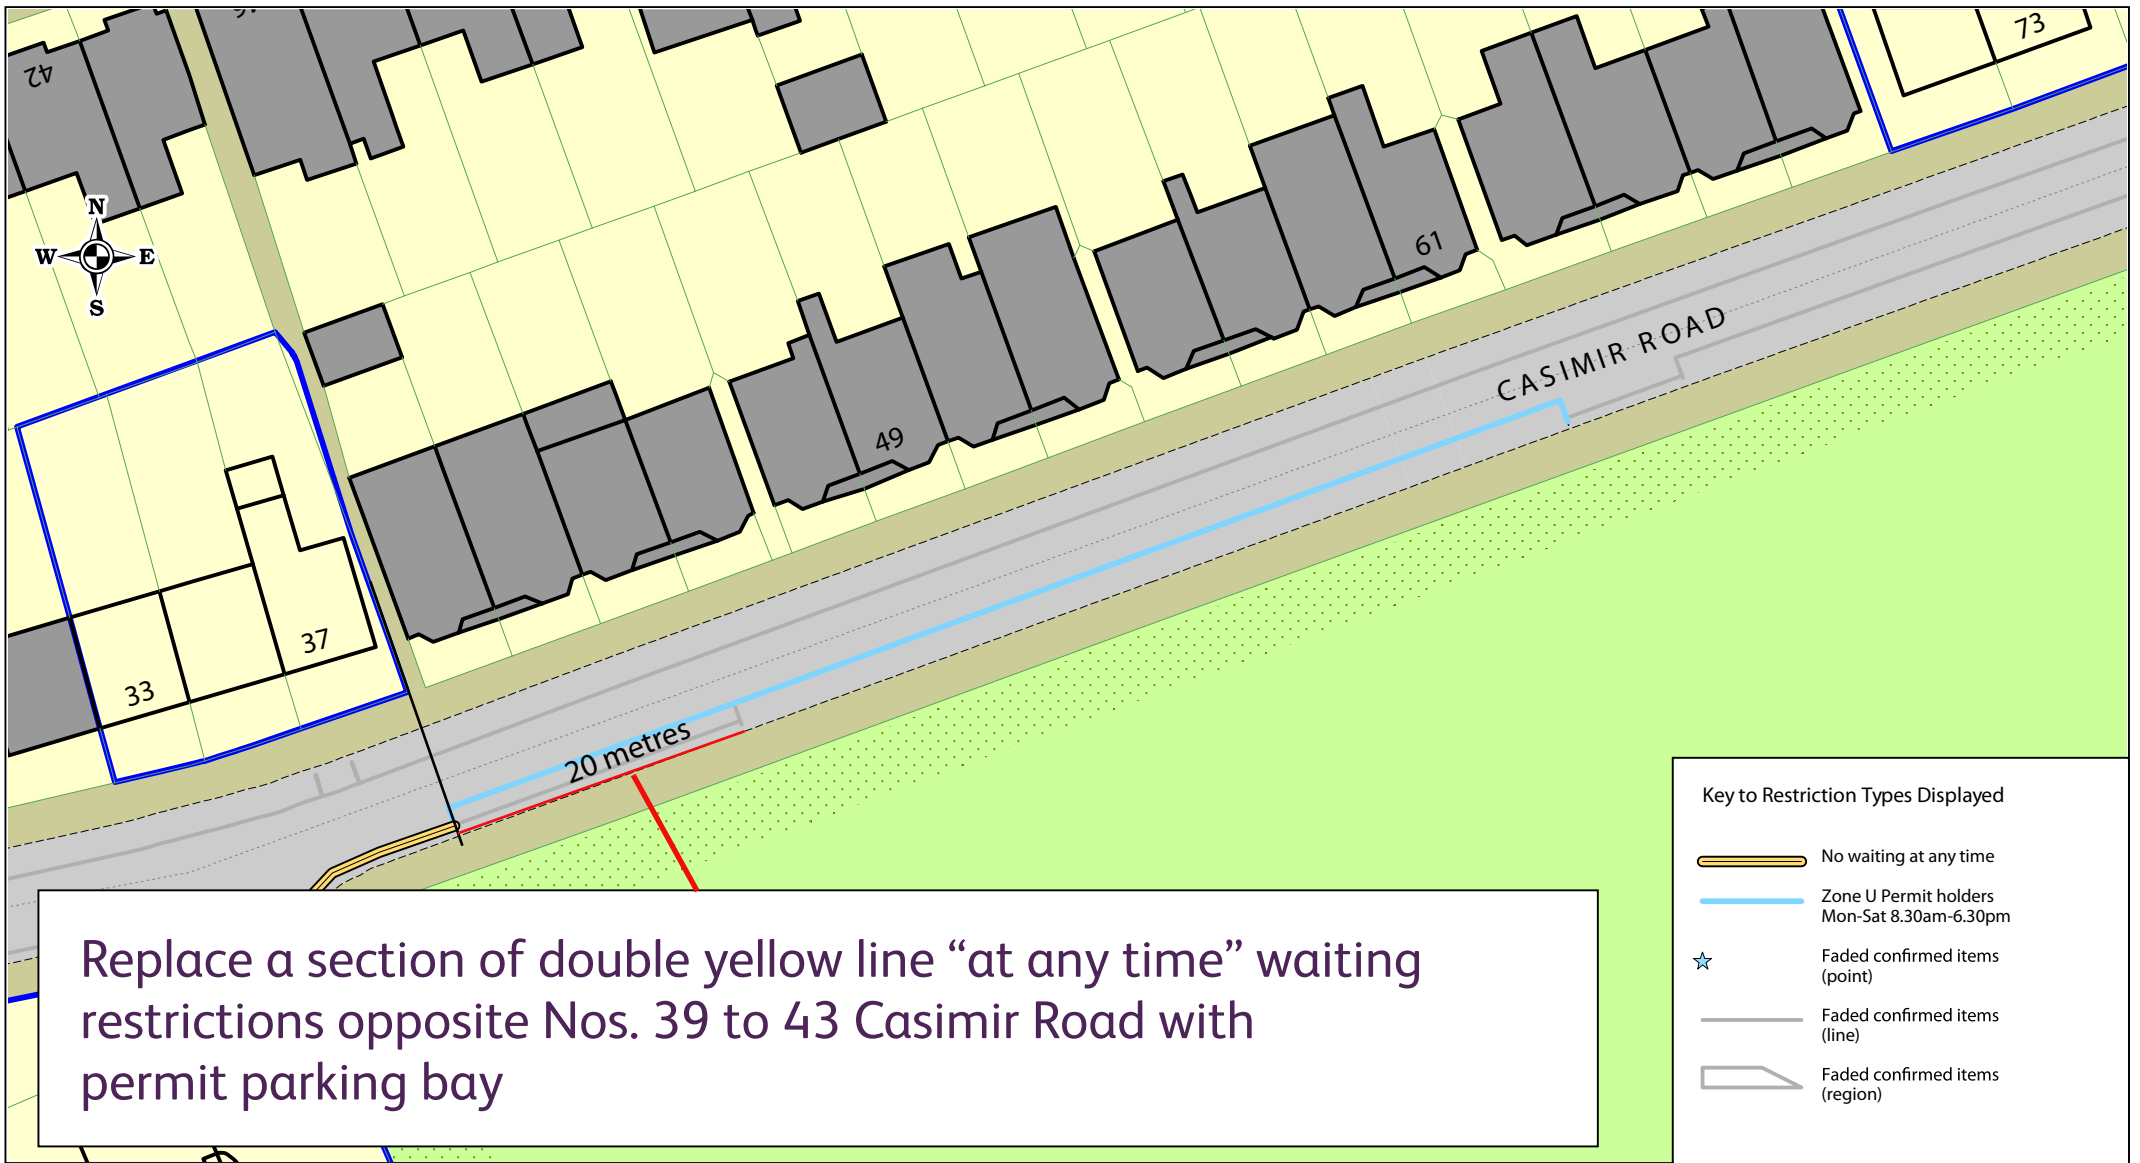 42
73
N
W E
S
61
CASIMIR ROAD
49
37
33
20 metres
Key to Restriction Types Displayed
No waiting at any time
Zone U Permit holders
Mon-Sat 8.30am-6.30pm
Faded confirmed items
(point)
Faded confirmed items
(line)
Faded confirmed items
(region)
Replace a section of double yellow line “at any time” waiting
restrictions opposite Nos. 39 to 43 Casimir Road with
permit parking bay